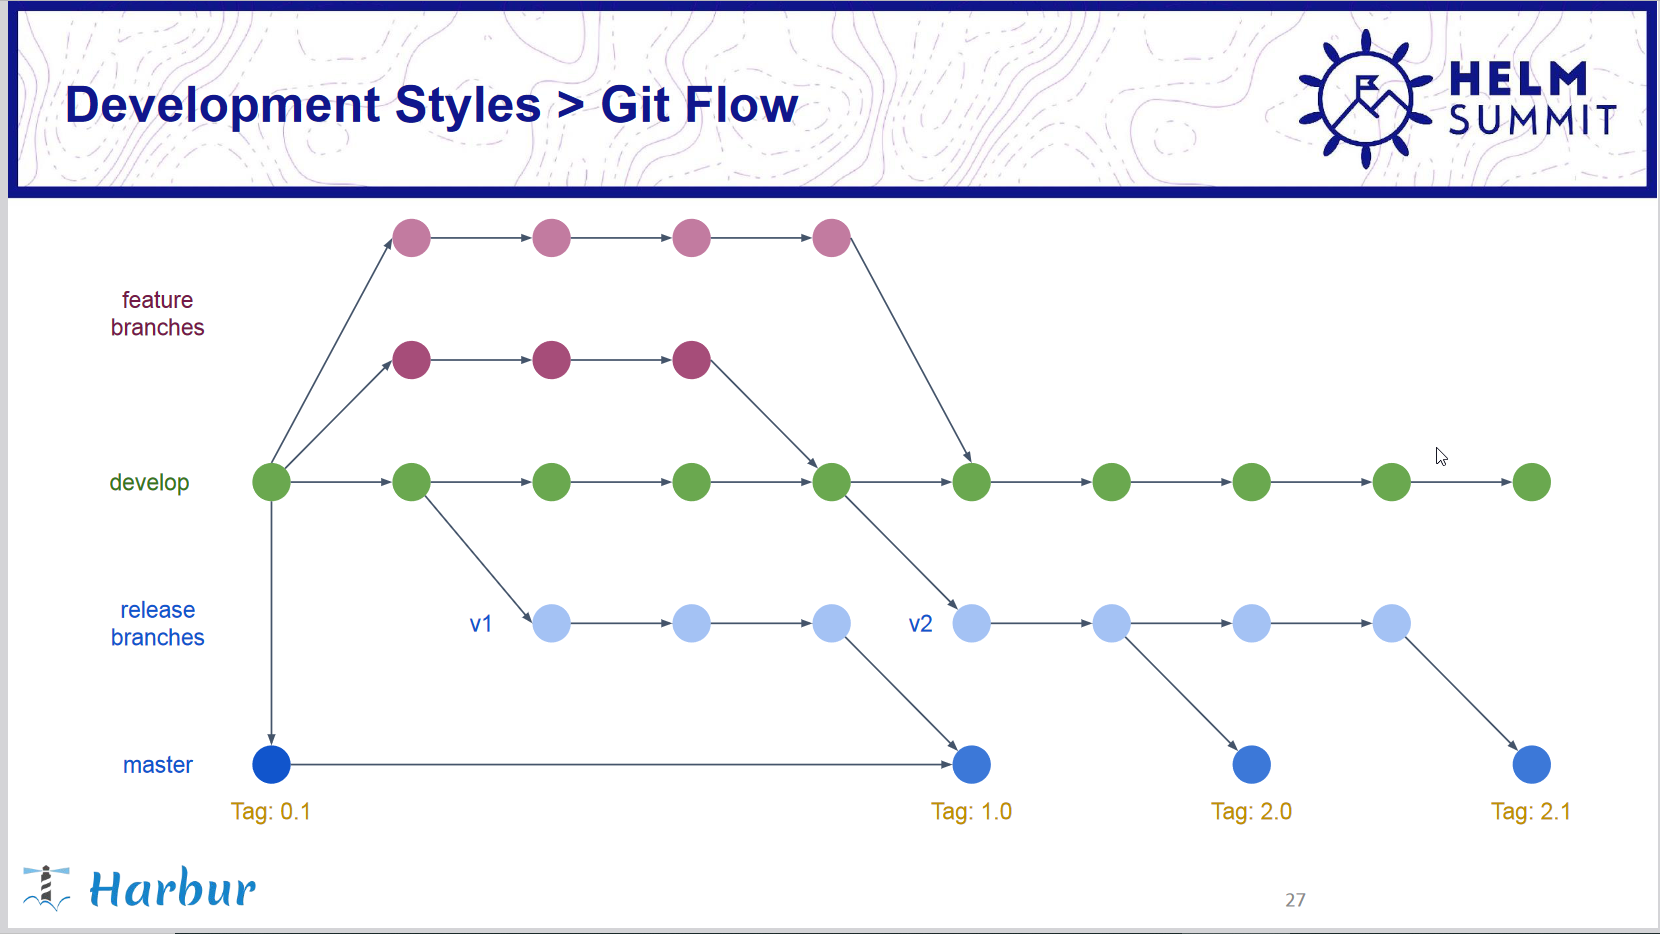 Development Styles > Git Flow
HELM
SUMMIT
feature
branches
develop
release
branches
v1
v2
master
Tag: 0.1
Tag: 1.0
Tag: 2.0
Tag: 2.1
Harbur
27